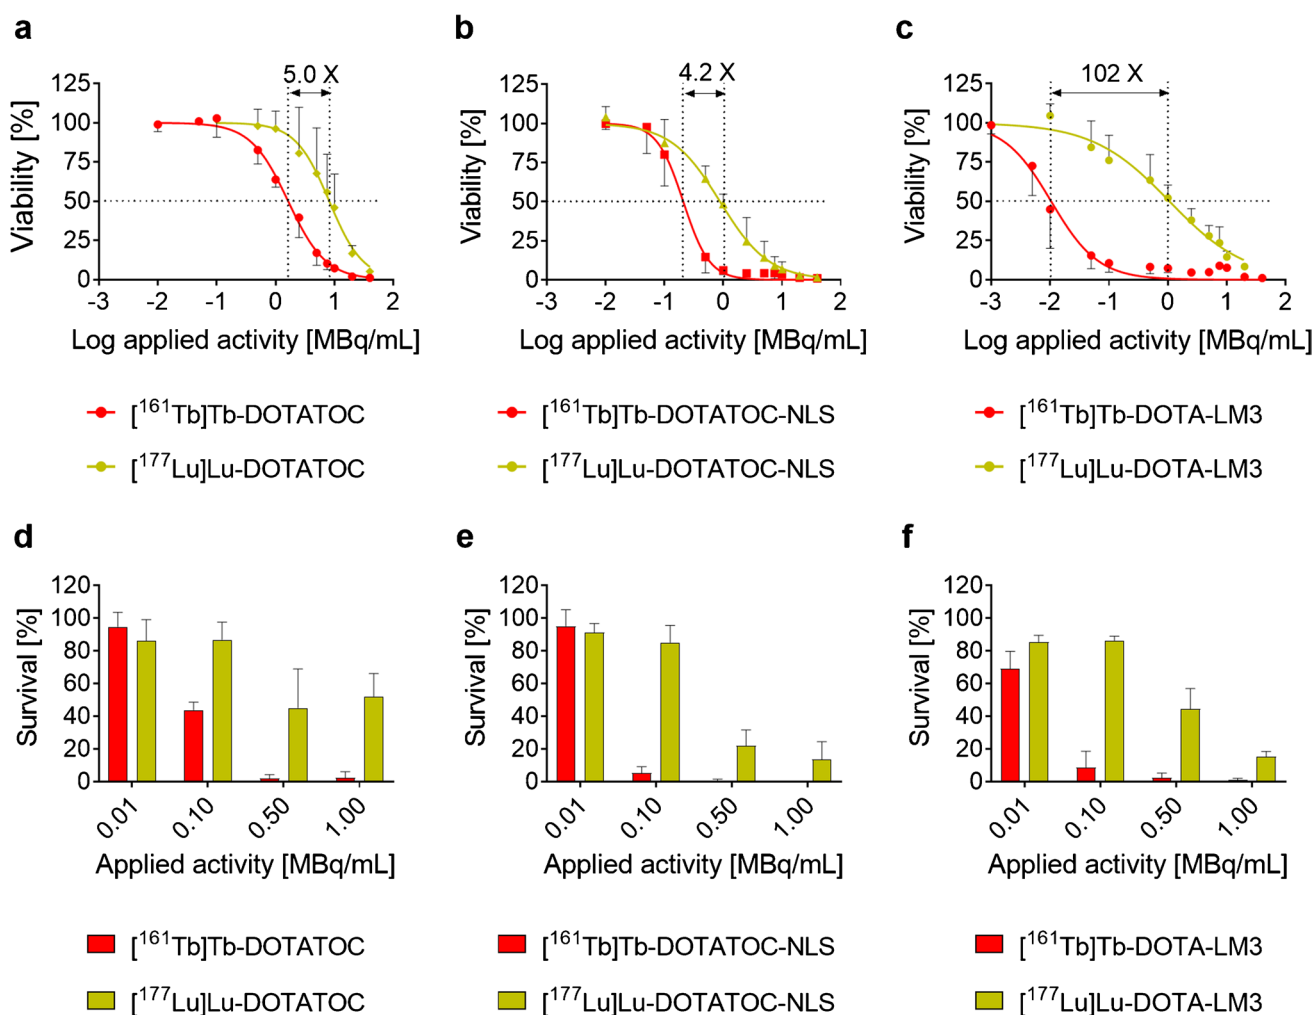 a
b
c
5.0 X
4.2 X
102 X
Viability [%]
125
100
75
50
25
0
-3 -2 -1 0 1 2
Log applied activity [MBq/mL]
Viability [%]
125
100
75
50
25
0
-3 -2 -1 0 1 2
Log applied activity [MBq/mL]
Viability [%]
125
100
75
50
25
0
-3 -2 -1 0 1 2
Log applied activity [MBq/mL]
[¹⁶¹Tb]Tb-DOTATOC
[¹⁷⁷Lu]Lu-DOTATOC
[¹⁶¹Tb]Tb-DOTATOC-NLS
[¹⁷⁷Lu]Lu-DOTATOC-NLS
[¹⁶¹Tb]Tb-DOTA-LM3
[¹⁷⁷Lu]Lu-DOTA-LM3
d
e
f
Survival [%]
120
100
80
60
40
20
0
0.01 0.10 0.50 1.00
Applied activity [MBq/mL]
Survival [%]
120
100
80
60
40
20
0
0.01 0.10 0.50 1.00
Applied activity [MBq/mL]
Survival [%]
120
100
80
60
40
20
0
0.01 0.10 0.50 1.00
Applied activity [MBq/mL]
[¹⁶¹Tb]Tb-DOTATOC
[¹⁷⁷Lu]Lu-DOTATOC
[¹⁶¹Tb]Tb-DOTATOC-NLS
[¹⁷⁷Lu]Lu-DOTATOC-NLS
[¹⁶¹Tb]Tb-DOTA-LM3
[¹⁷⁷Lu]Lu-DOTA-LM3